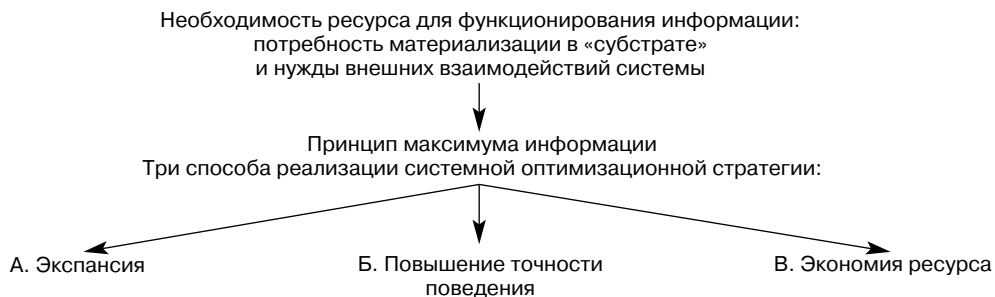 Необходимость ресурса для функционирования информации:
потребность материализации в «субстрате»
и нужды внешних взаимодействий системы
Принцип максимума информации
Три способа реализации системной оптимизационной стратегии:
А. Экспансия
Б. Повышение точности
поведения
В. Экономия ресурса